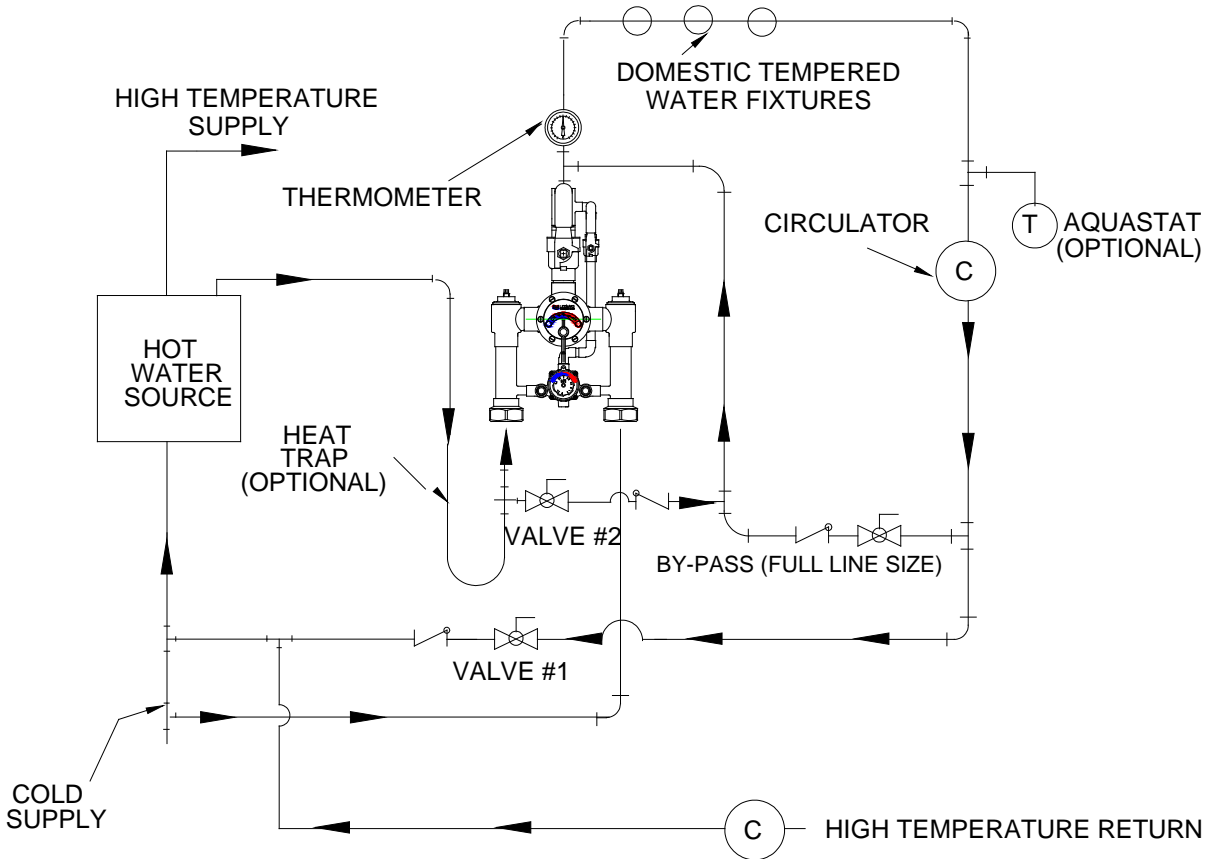 DOMESTIC TEMPERED
WATER FIXTURES
HIGH TEMPERATURE
SUPPLY
THERMOMETER
CIRCULATOR
T
AQUASTAT
(OPTIONAL)
C
HOT
WATER
SOURCE
HEAT
TRAP
(OPTIONAL)
VALVE #2
BY-PASS (FULL LINE SIZE)
VALVE #1
COLD
SUPPLY
C
HIGH TEMPERATURE RETURN